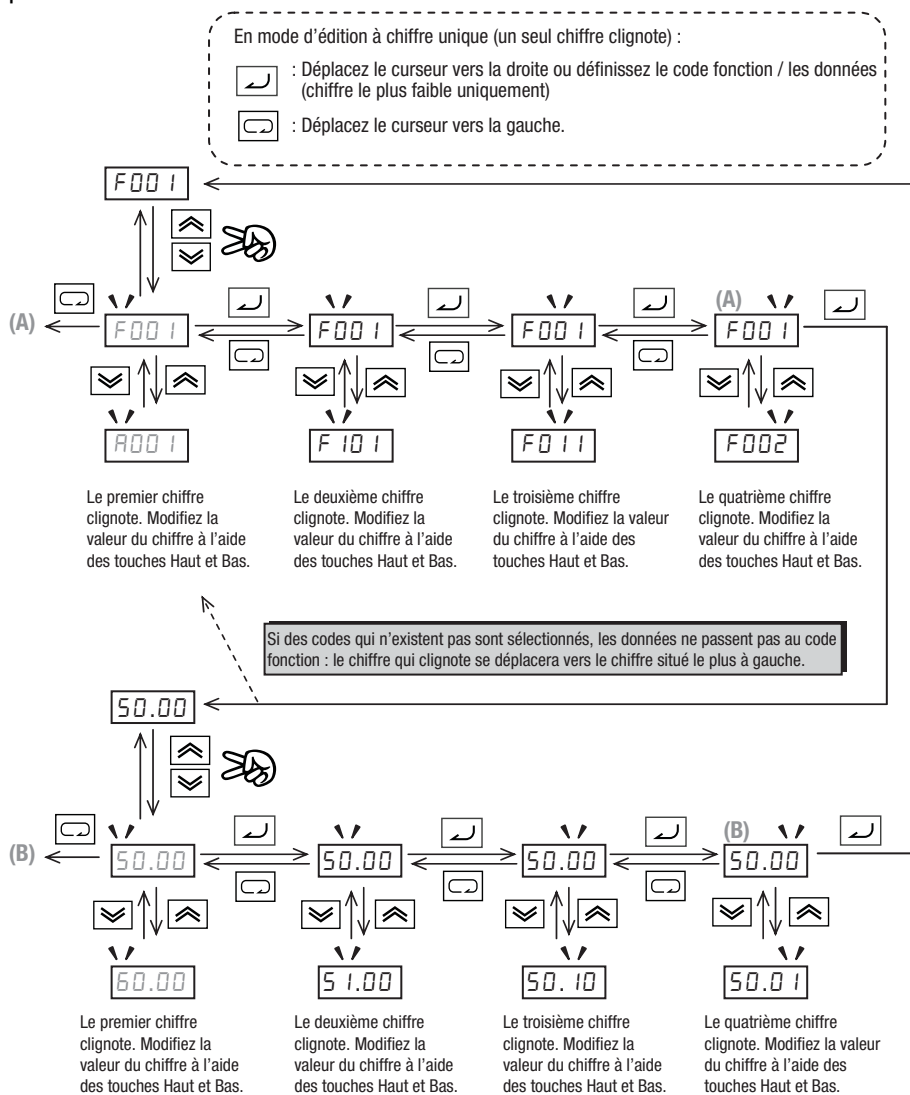 En mode d'édition à chiffre unique (un seul chiffre clignote) :
: Déplacez le curseur vers la droite ou définissez le code fonction / les données
(chiffre le plus faible uniquement)
: Déplacez le curseur vers la gauche.
F001
(A)
(A)
F001
F001
F001
F001
A001
F101
F011
F002
Le premier chiffre
clignote. Modifiez la
valeur du chiffre à l'aide
des touches Haut et Bas.
Le deuxième chiffre
clignote. Modifiez la
valeur du chiffre à l'aide
des touches Haut et Bas.
Le troisième chiffre
clignote. Modifiez la valeur
du chiffre à l'aide des
touches Haut et Bas.
Le quatrième chiffre
clignote. Modifiez la
valeur du chiffre à l'aide
des touches Haut et Bas.
Si des codes qui n'existent pas sont sélectionnés, les données ne passent pas au code
fonction : le chiffre qui clignote se déplacera vers le chiffre situé le plus à gauche.
50.00
(B)
(B)
50.00
50.00
50.00
50.00
60.00
51.00
50.10
50.01
Le premier chiffre
clignote. Modifiez la
valeur du chiffre à l'aide
des touches Haut et Bas.
Le deuxième chiffre
clignote. Modifiez la
valeur du chiffre à l'aide
des touches Haut et Bas.
Le troisième chiffre
clignote. Modifiez la
valeur du chiffre à l'aide
des touches Haut et Bas.
Le quatrième chiffre
clignote. Modifiez la valeur
du chiffre à l'aide des
touches Haut et Bas.